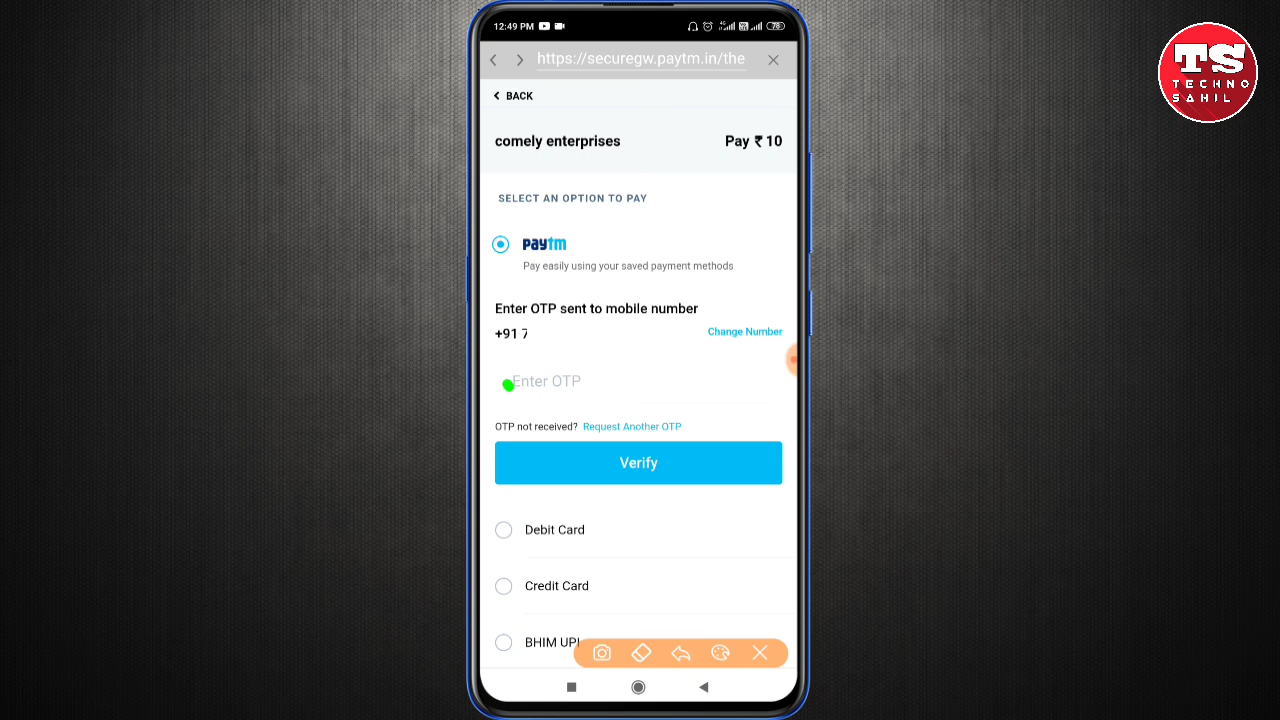 12:49 PM
4G
78
https://securegw.paytm.in/the
BACK
comely enterprises
Pay ₹ 10
SELECT AN OPTION TO PAY
paytm
Pay easily using your saved payment methods
Enter OTP sent to mobile number
+91 7
Change Number
Enter OTP
OTP not received? Request Another OTP
Verify
Debit Card
Credit Card
BHIM UPI
TS
TECHNO
SAHIL